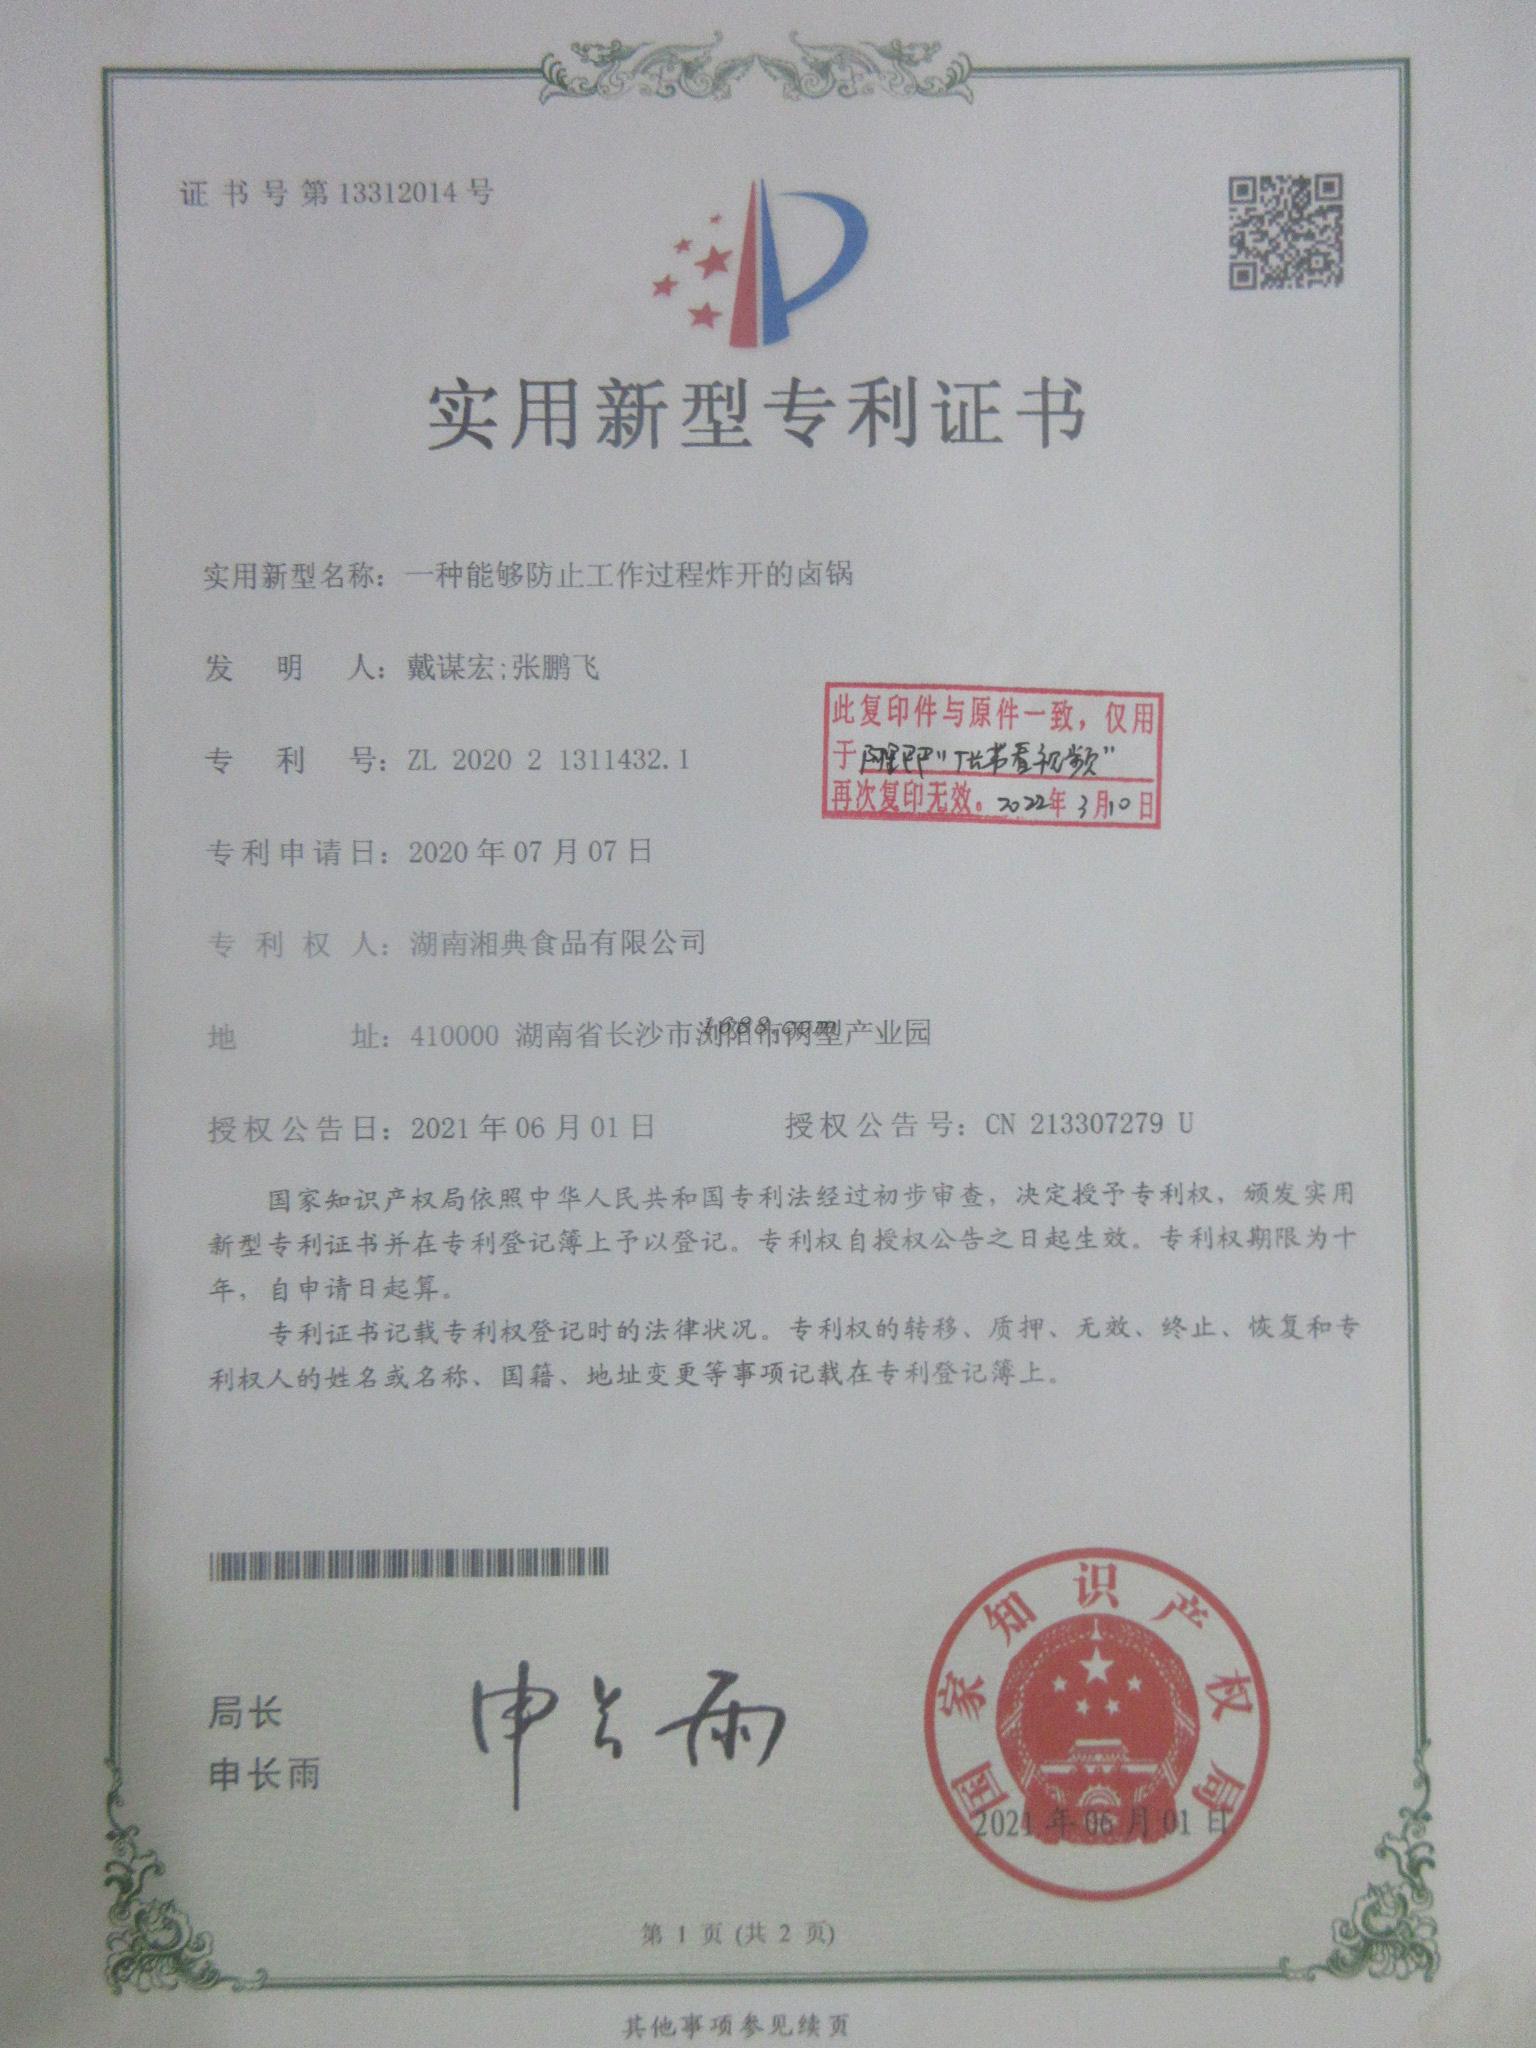 证书号第13312014号
实用新型专利证书
实用新型名称：一种能够防止工作过程炸开的卤锅
发明人：戴谋宏;张鹏飞
此复印件与原件一致，仅用
于阿里巴巴"厂长带看视频"
再次复印无效。2022年3月10日
专利号：ZL 2020 2 1311432.1
专利申请日：2020年07月07日
专利权人：湖南湘典食品有限公司
地址：410000 湖南省长沙市浏阳市两型产业园
1688.com
授权公告日：2021年06月01日 授权公告号：CN 213307279 U
国家知识产权局依照中华人民共和国专利法经过初步审查，决定授予专利权，颁发实用
新型专利证书并在专利登记簿上予以登记。专利权自授权公告之日起生效。专利权期限为十
年，自申请日起算。
专利证书记载专利权登记时的法律状况。专利权的转移、质押、无效、终止、恢复和专
利权人的姓名或名称、国籍、地址变更等事项记载在专利登记簿上。
局长
申长雨
申长雨
国家知识产权局
2021年06月01日
第 1 页 (共 2 页)
其他事项参见续页